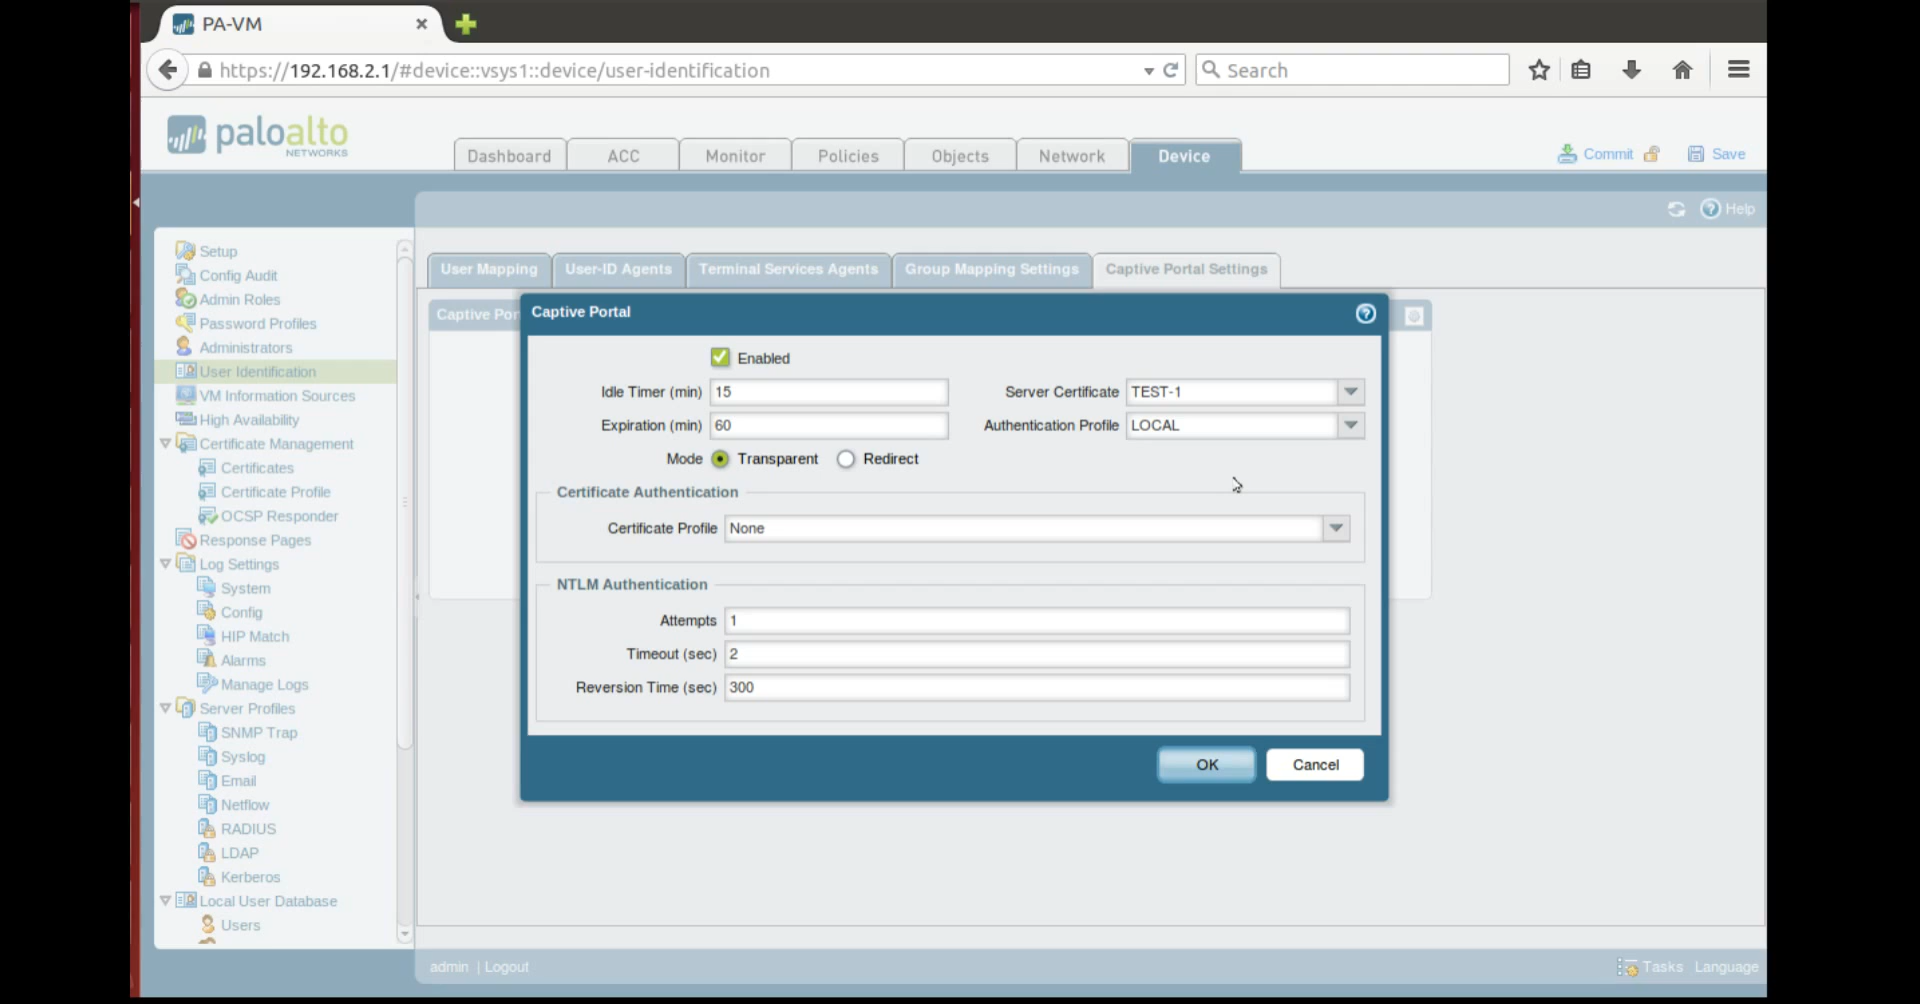 PA-VM
https://192.168.2.1/#device::vsys1::device/user-identification
Search
paloalto
NETWORKS
Dashboard
ACC
Monitor
Policies
Objects
Network
Device
Commit
Save
Help
Setup
Config Audit
Admin Roles
Password Profiles
Administrators
User Identification
VM Information Sources
High Availability
Certificate Management
Certificates
Certificate Profile
OCSP Responder
Response Pages
Log Settings
System
Config
HIP Match
Alarms
Manage Logs
Server Profiles
SNMP Trap
Syslog
Email
Netflow
RADIUS
LDAP
Kerberos
Local User Database
Users
User Mapping
User-ID Agents
Terminal Services Agents
Group Mapping Settings
Captive Portal Settings
Captive Por
Captive Portal
Enabled
Idle Timer (min) 15
Server Certificate TEST-1
Expiration (min) 60
Authentication Profile LOCAL
Mode Transparent Redirect
Certificate Authentication
Certificate Profile None
NTLM Authentication
Attempts 1
Timeout (sec) 2
Reversion Time (sec) 300
OK
Cancel
admin | Logout
Tasks
Language